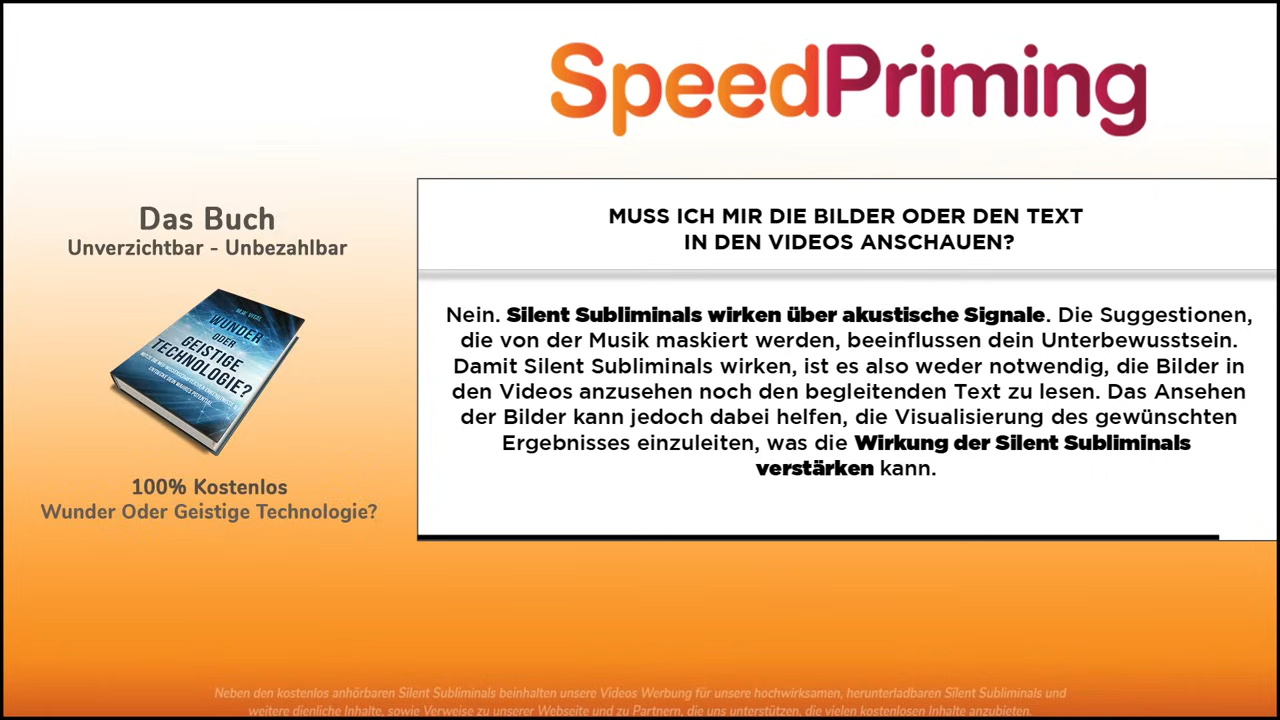 SpeedPriming
Das Buch
Unverzichtbar - Unbezahlbar
WUNDER
ODER
GEISTIGE
TECHNOLOGIE?
ENTDECKE DEIN WAHRES POTENTIAL
100% Kostenlos
Wunder Oder Geistige Technologie?
MUSS ICH MIR DIE BILDER ODER DEN TEXT
IN DEN VIDEOS ANSCHAUEN?
Nein. Silent Subliminals wirken über akustische Signale. Die Suggestionen,
die von der Musik maskiert werden, beeinflussen dein Unterbewusstsein.
Damit Silent Subliminals wirken, ist es also weder notwendig, die Bilder in
den Videos anzusehen noch den begleitenden Text zu lesen. Das Ansehen
der Bilder kann jedoch dabei helfen, die Visualisierung des gewünschten
Ergebnisses einzuleiten, was die Wirkung der Silent Subliminals
verstärken kann.
Neben den kostenlos anhörbaren Silent Subliminals beinhalten unsere Videos Werbung für unsere hochwirksamen, herunterladbaren Silent Subliminals und
weitere dienliche Inhalte, sowie Verweise zu unserer Webseite und zu Partnern, die uns unterstützen, die vielen kostenlosen Inhalte anzubieten.